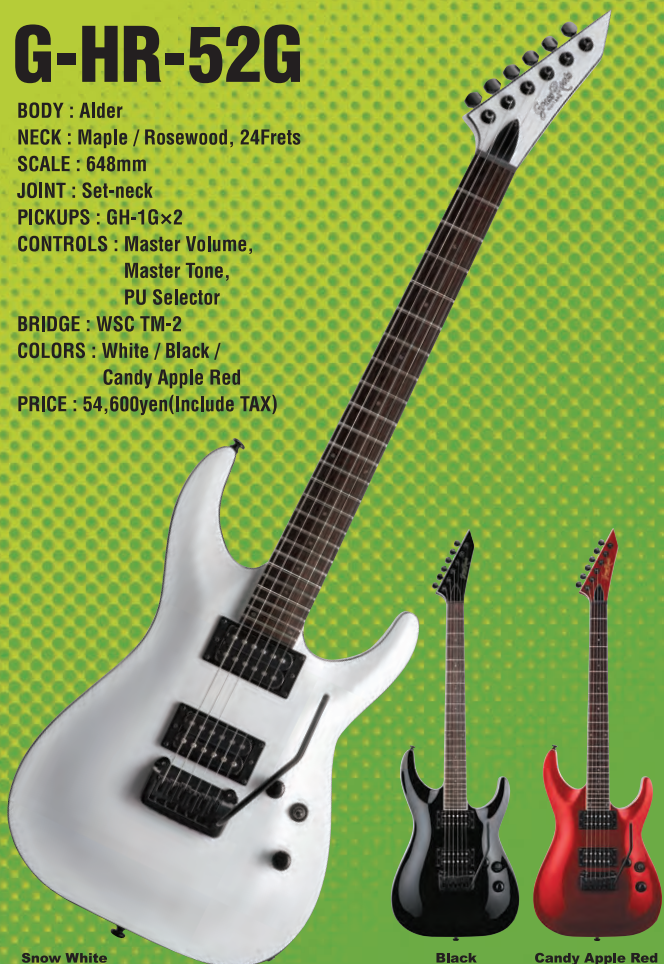 G-HR-52G
BODY : Alder
NECK : Maple / Rosewood, 24Frets
SCALE : 648mm
JOINT : Set-neck
PICKUPS : GH-1G×2
CONTROLS : Master Volume,
Master Tone,
PU Selector
BRIDGE : WSC TM-2
COLORS : White / Black /
Candy Apple Red
PRICE : 54,600yen(Include TAX)
Snow White
Black
Candy Apple Red